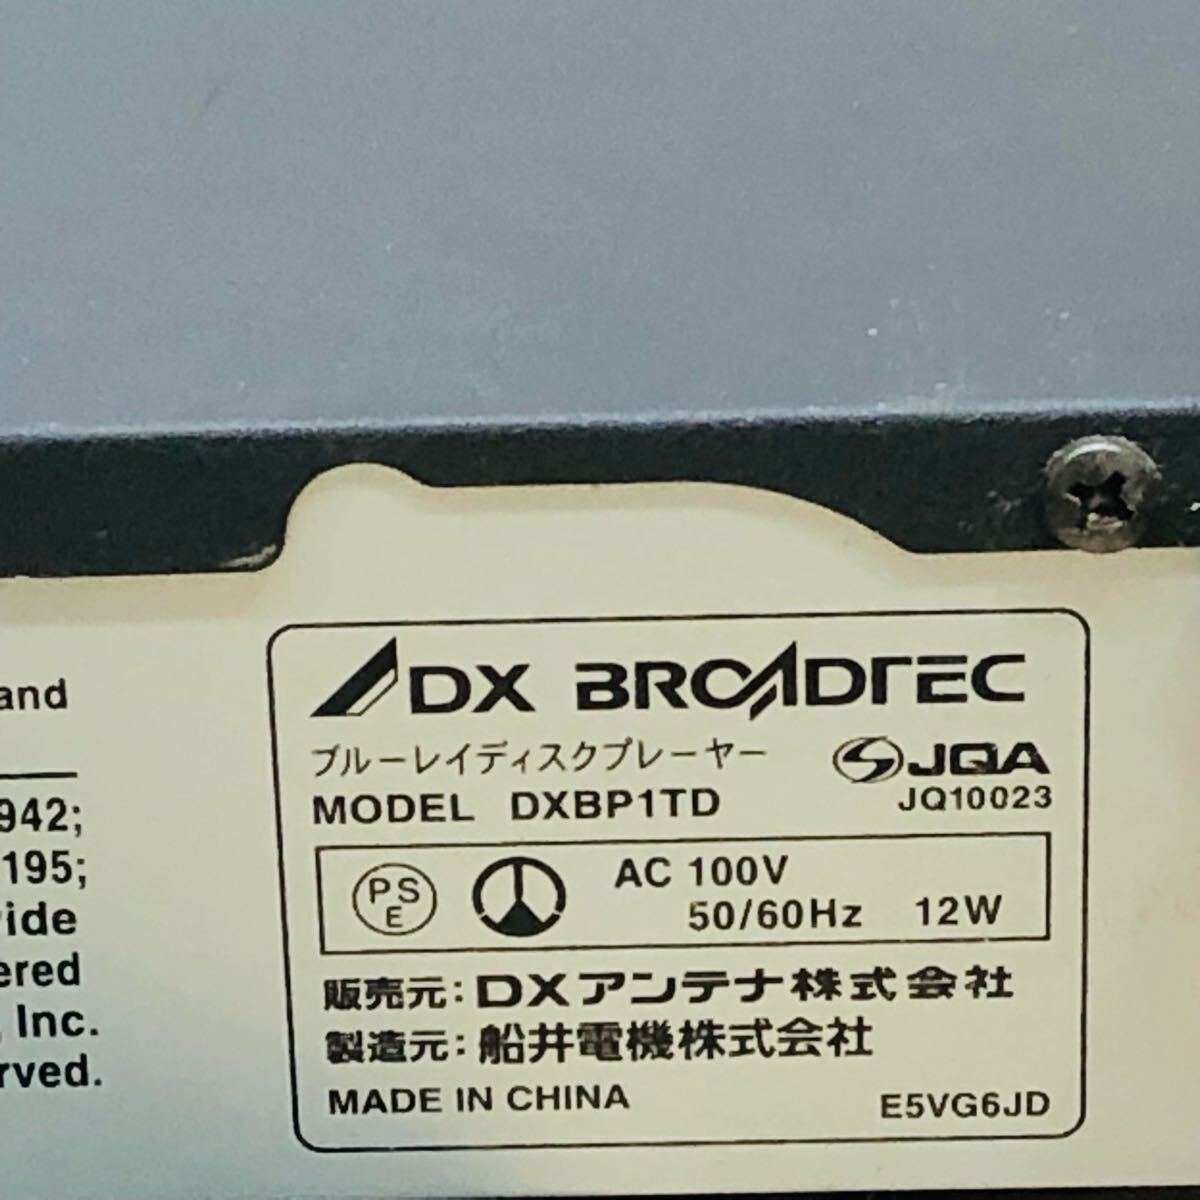 and
942;
195;
ride
ered
, Inc.
rved.
DX BROADTEC
ブルーレイディスクプレーヤー
JQA
MODEL DXBP1TD
JQ10023
PSE
AC 100V
50/60Hz 12W
販売元: DXアンテナ株式会社
製造元: 船井電機株式会社
MADE IN CHINA
E5VG6JD